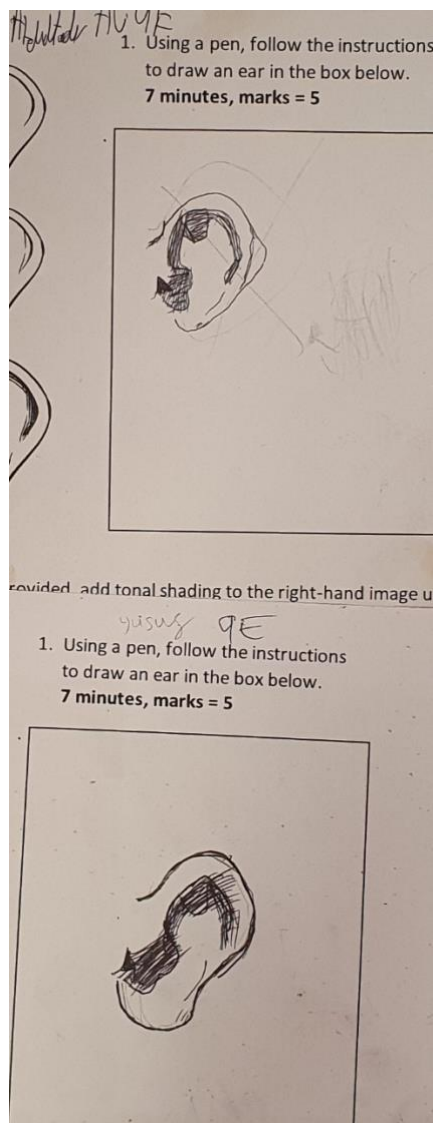 1. Using a pen, follow the instructions
to draw an ear in the box below.
7 minutes, marks = 5
rovided add tonal shading to the right-hand image u
yusuf 9E
1. Using a pen, follow the instructions
to draw an ear in the box below.
7 minutes, marks = 5